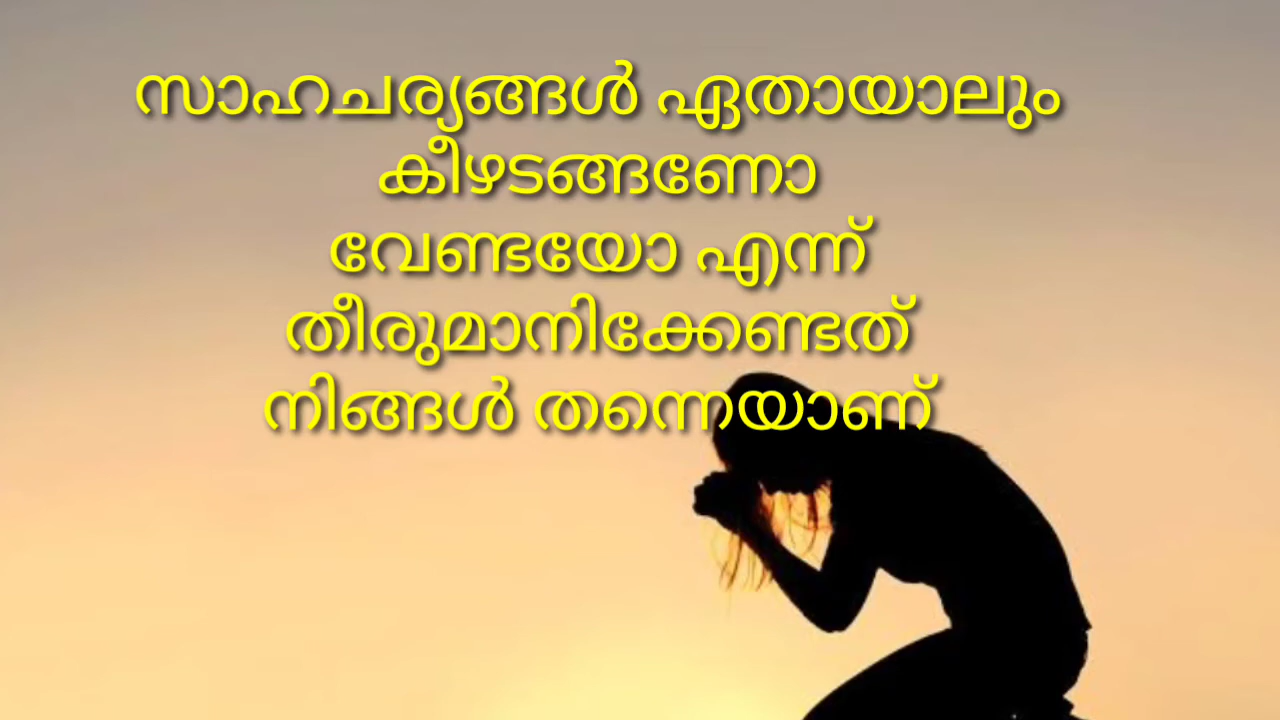 സാഹചര്യങ്ങൾ ഏതായാലും
കീഴടങ്ങണോ
വേണ്ടയോ എന്ന്
തീരുമാനിക്കേണ്ടത്
നിങ്ങൾ തന്നെയാണ്